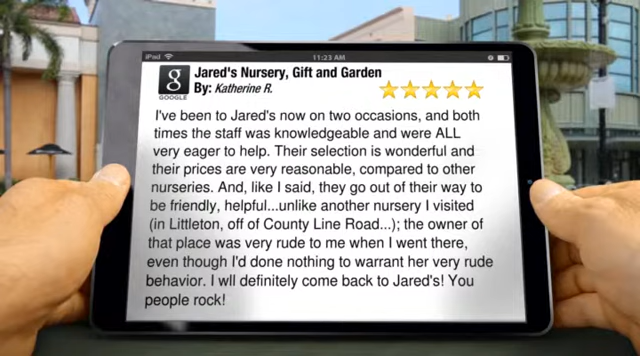 iPad
11:23 AM
g
GOOGLE
Jared's Nursery, Gift and Garden
By: Katherine R.
I've been to Jared's now on two occasions, and both
times the staff was knowledgeable and were ALL
very eager to help. Their selection is wonderful and
their prices are very reasonable, compared to other
nurseries. And, like I said, they go out of their way to
be friendly, helpful...unlike another nursery I visited
(in Littleton, off of County Line Road...); the owner of
that place was very rude to me when I went there,
even though I'd done nothing to warrant her very rude
behavior. I wll definitely come back to Jared's! You
people rock!